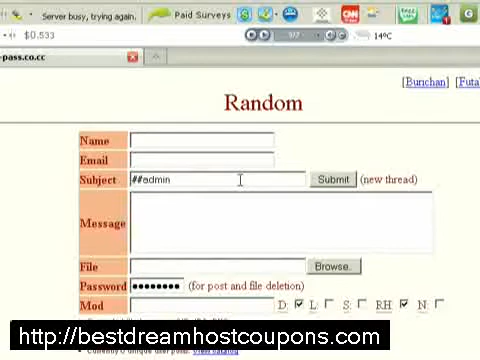 Server busy, trying again.
Paid Surveys
CNN
$0.533
14°C
-pass.co.cc
[Burichan] [Futa
Random
Name
Email
Subject ##admin Submit (new thread)
Message
File Browse..
Password ●●●●●●●● (for post and file deletion)
Mod D: L: S: RH: N:
http://bestdreamhostcoupons.com